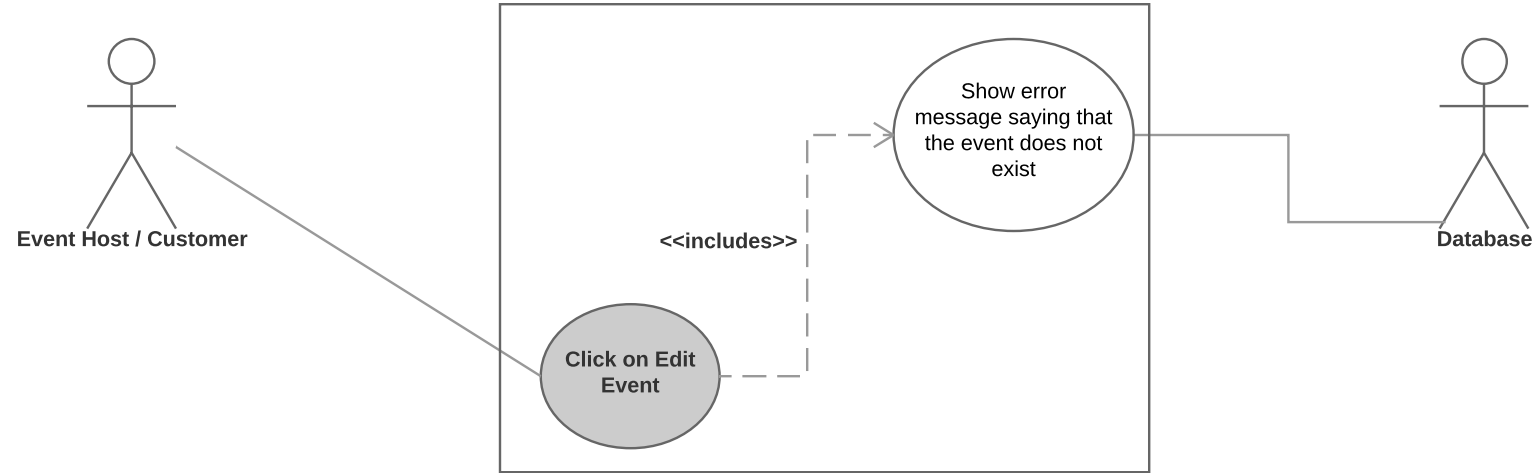 Show error
message saying that
the event does not
exist
Event Host / Customer
<<includes>>
Database
Click on Edit
Event